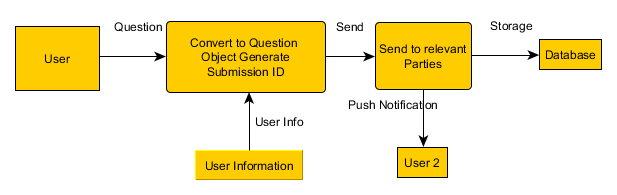 Question
Send
Storage
User
Convert to Question
Object Generate
Submission ID
Send to relevant
Parties
Database
Push Notification
User Info
User Information
User 2